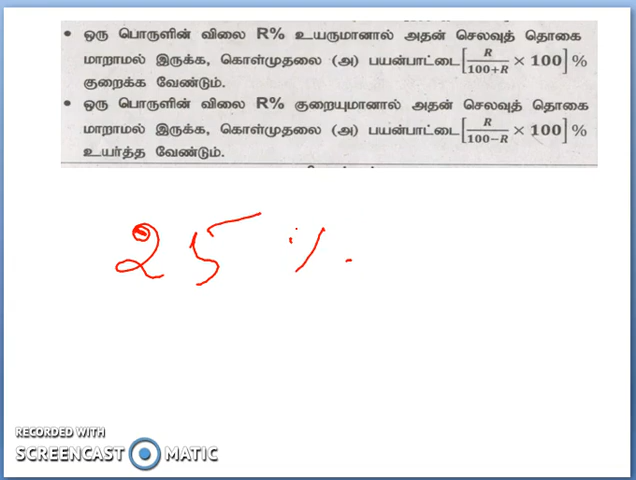 • ஒரு பொருளின் விலை R% உயருமானால் அதன் செலவுத் தொகை
மாறாமல் இருக்க, கொள்முதலை (அ) பயன்பாட்டை [R/100+R × 100] %
குறைக்க வேண்டும்.
• ஒரு பொருளின் விலை R% குறையுமானால் அதன் செலவுத் தொகை
மாறாமல் இருக்க, கொள்முதலை (அ) பயன்பாட்டை [R/100−R × 100] %
உயர்த்த வேண்டும்.
25 %
RECORDED WITH
SCREENCAST MATIC